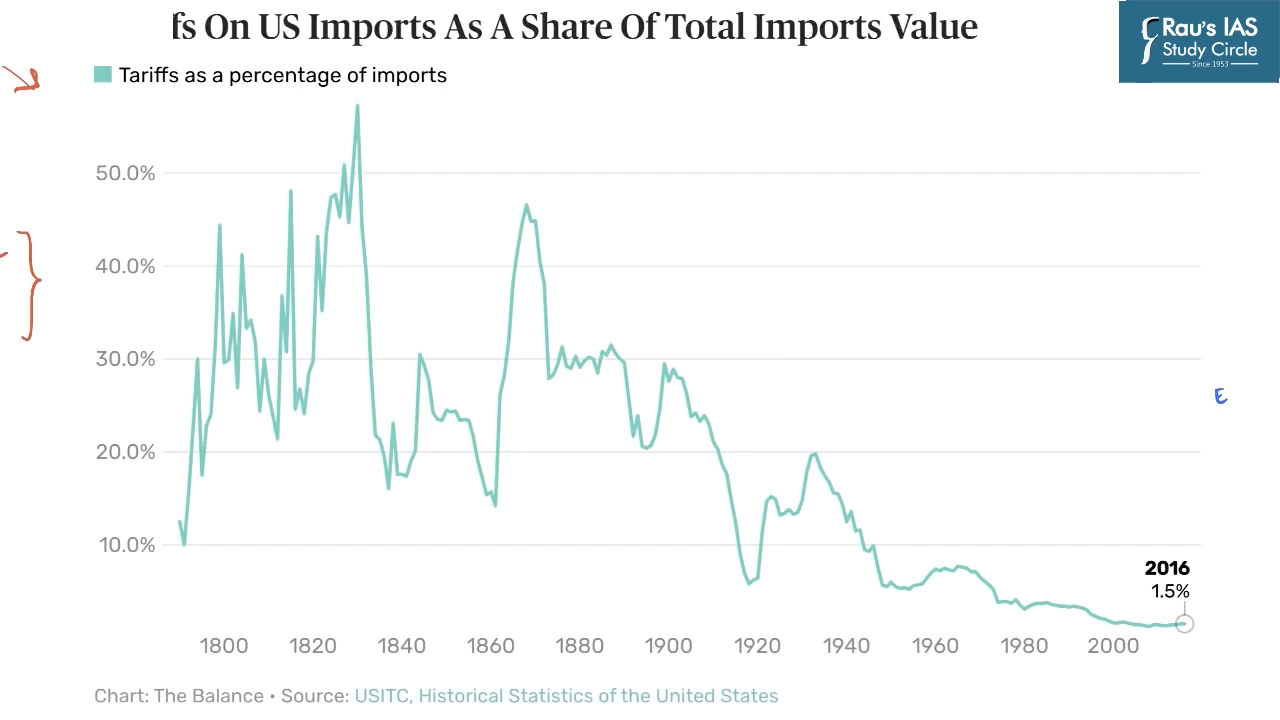 fs On US Imports As A Share Of Total Imports Value
Rau's IAS
Study Circle
Since 1953
Tariffs as a percentage of imports
50.0%
40.0%
30.0%
E
20.0%
10.0%
2016
1.5%
1800 1820 1840 1860 1880 1900 1920 1940 1960 1980 2000
Chart: The Balance • Source: USITC, Historical Statistics of the United States